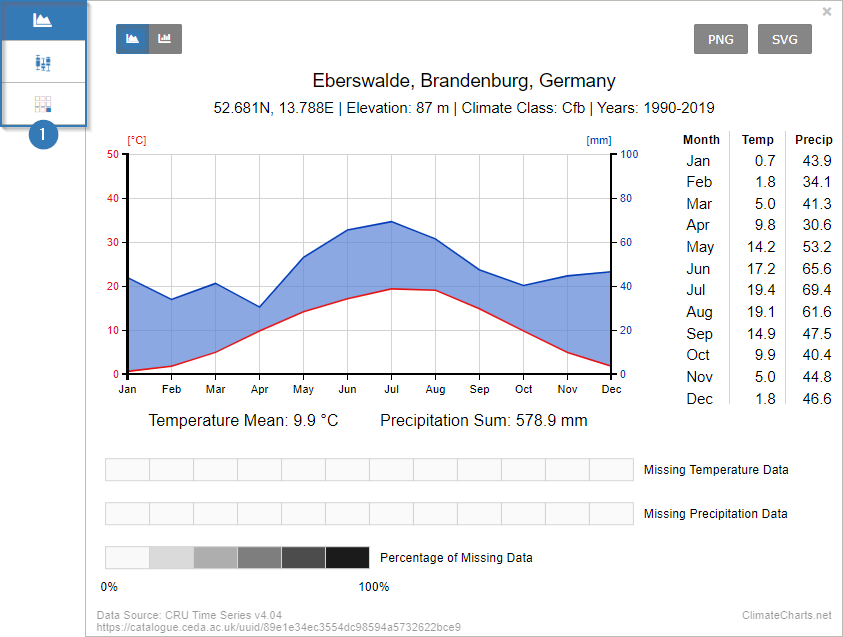 ×
PNG SVG
1
Eberswalde, Brandenburg, Germany
52.681N, 13.788E | Elevation: 87 m | Climate Class: Cfb | Years: 1990-2019
[°C] [mm]
50 100
40 80
30 60
20 40
10 20
0 0
Jan Feb Mar Apr May Jun Jul Aug Sep Oct Nov Dec
Temperature Mean: 9.9 °C Precipitation Sum: 578.9 mm
Month Temp Precip
Jan 0.7 43.9
Feb 1.8 34.1
Mar 5.0 41.3
Apr 9.8 30.6
May 14.2 53.2
Jun 17.2 65.6
Jul 19.4 69.4
Aug 19.1 61.6
Sep 14.9 47.5
Oct 9.9 40.4
Nov 5.0 44.8
Dec 1.8 46.6
Missing Temperature Data
Missing Precipitation Data
Percentage of Missing Data
0% 100%
Data Source: CRU Time Series v4.04
https://catalogue.ceda.ac.uk/uuid/89e1e34ec3554dc98594a5732622bce9
ClimateCharts.net